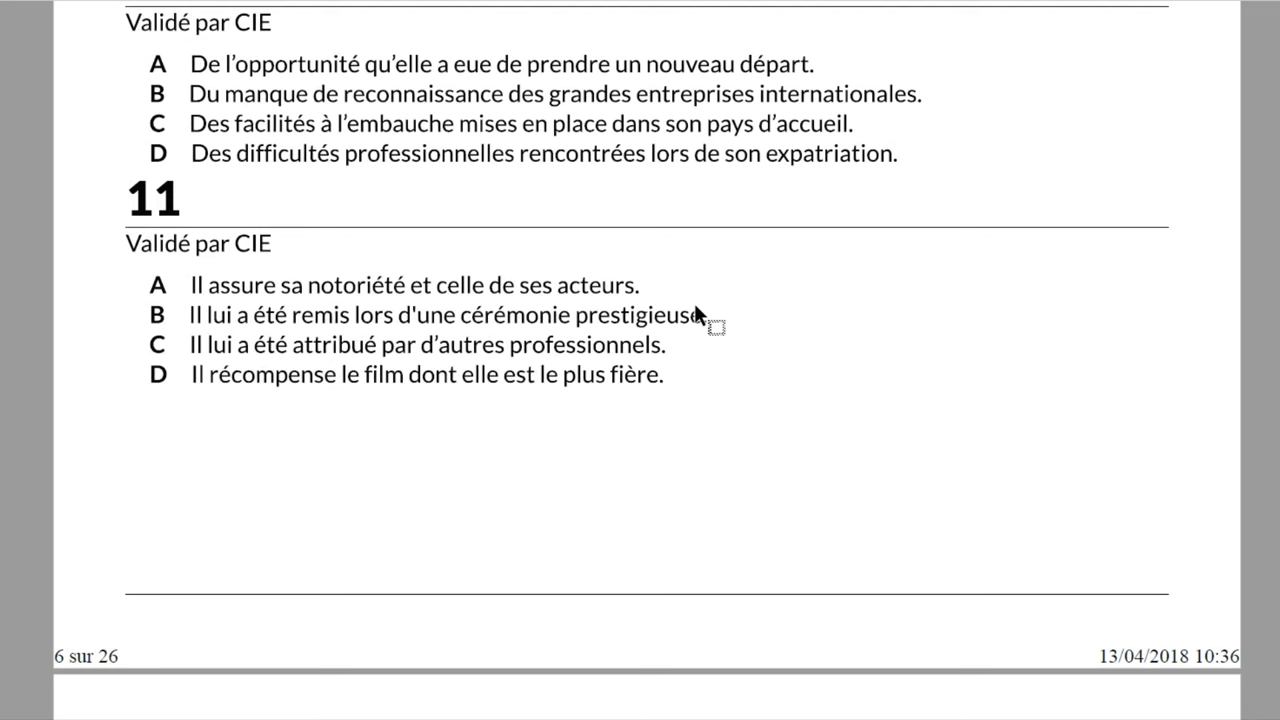 Validé par CIE
A De l’opportunité qu’elle a eue de prendre un nouveau départ.
B Du manque de reconnaissance des grandes entreprises internationales.
C Des facilités à l’embauche mises en place dans son pays d’accueil.
D Des difficultés professionnelles rencontrées lors de son expatriation.
11
Validé par CIE
A Il assure sa notoriété et celle de ses acteurs.
B Il lui a été remis lors d'une cérémonie prestigieuse
C Il lui a été attribué par d’autres professionnels.
D Il récompense le film dont elle est le plus fière.
6 sur 26
13/04/2018 10:36